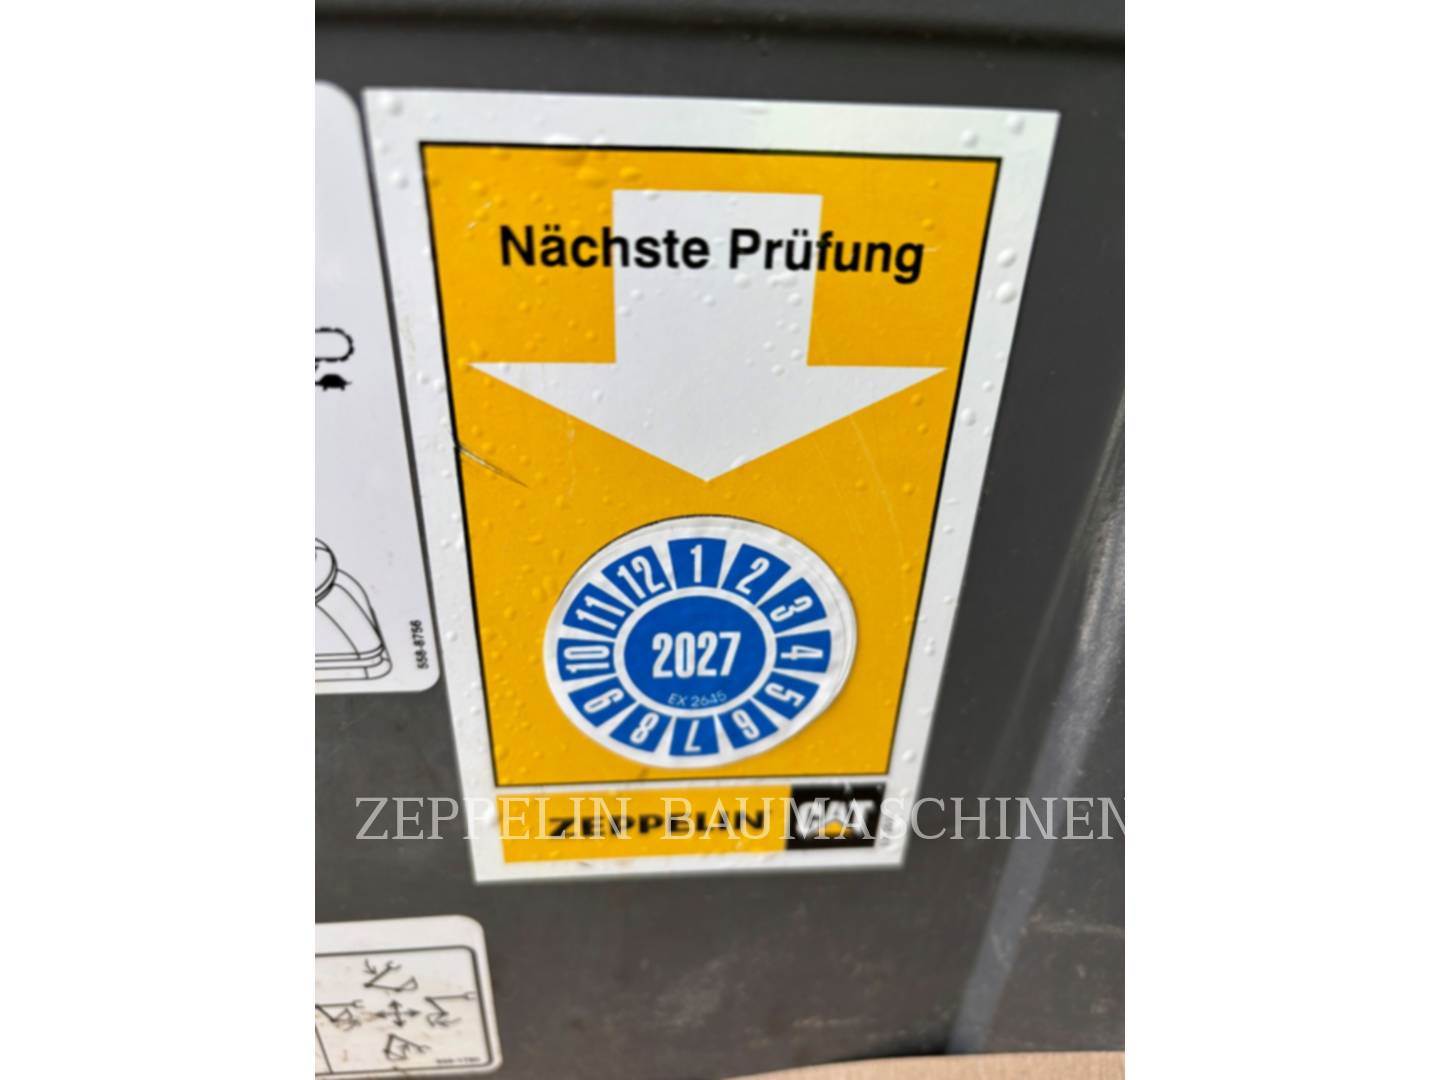 Nächste Prüfung
12 1 2
11 3
10 2027 4
9 EX 2645 5
8 7 6
558-8756
ZEPPELIN CAT
ZEPPELIN BAUMASCHINEN